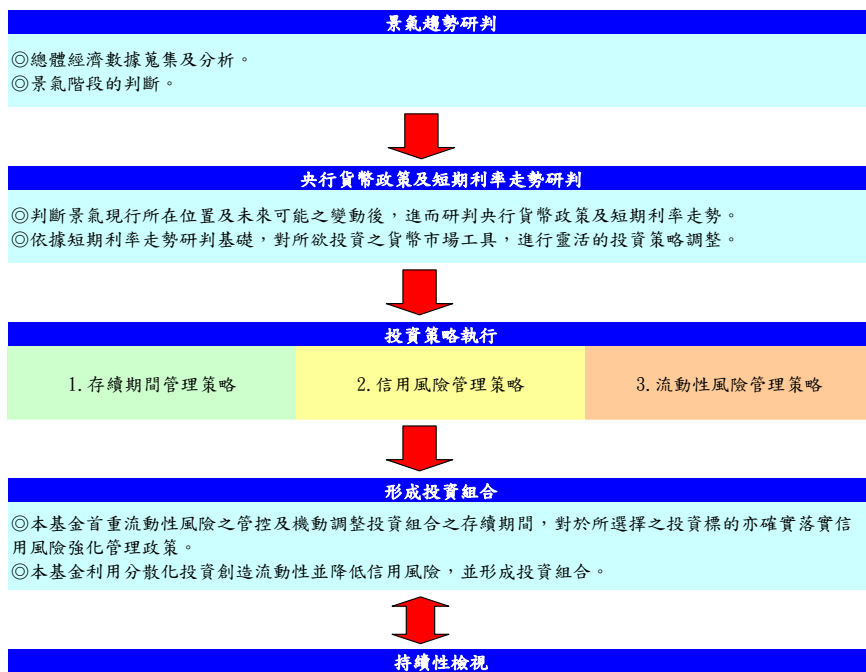 景氣趨勢研判
◎總體經濟數據蒐集及分析。
◎景氣階段的判斷。
央行貨幣政策及短期利率走勢研判
◎判斷景氣現行所在位置及未來可能之變動後，進而研判央行貨幣政策及短期利率走勢。
◎依據短期利率走勢研判基礎，對所欲投資之貨幣市場工具，進行靈活的投資策略調整。
投資策略執行
1.存續期間管理策略
2.信用風險管理策略
3.流動性風險管理策略
形成投資組合
◎本基金首重流動性風險之管控及機動調整投資組合之存續期間，對於所選擇之投資標的亦確實落實信
用風險強化管理政策。
◎本基金利用分散化投資創造流動性並降低信用風險，並形成投資組合。
持續性檢視